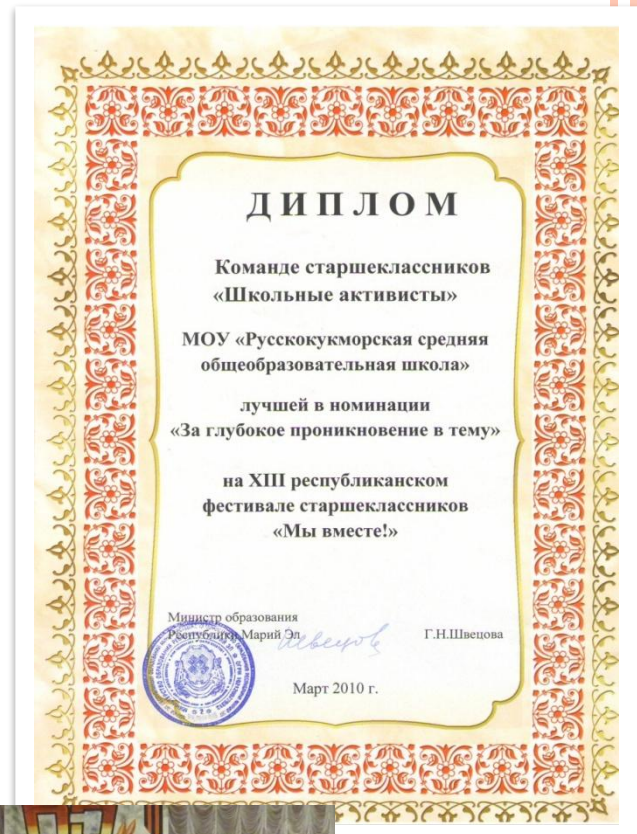 ДИПЛОМ
Команде старшеклассников
«Школьные активисты»
МОУ «Русскокукморская средняя
общеобразовательная школа»
лучшей в номинации
«За глубокое проникновение в тему»
на XIII республиканском
фестивале старшеклассников
«Мы вместе!»
Министр образования
Республики Марий Эл
Г.Н.Швецова
Март 2010 г.